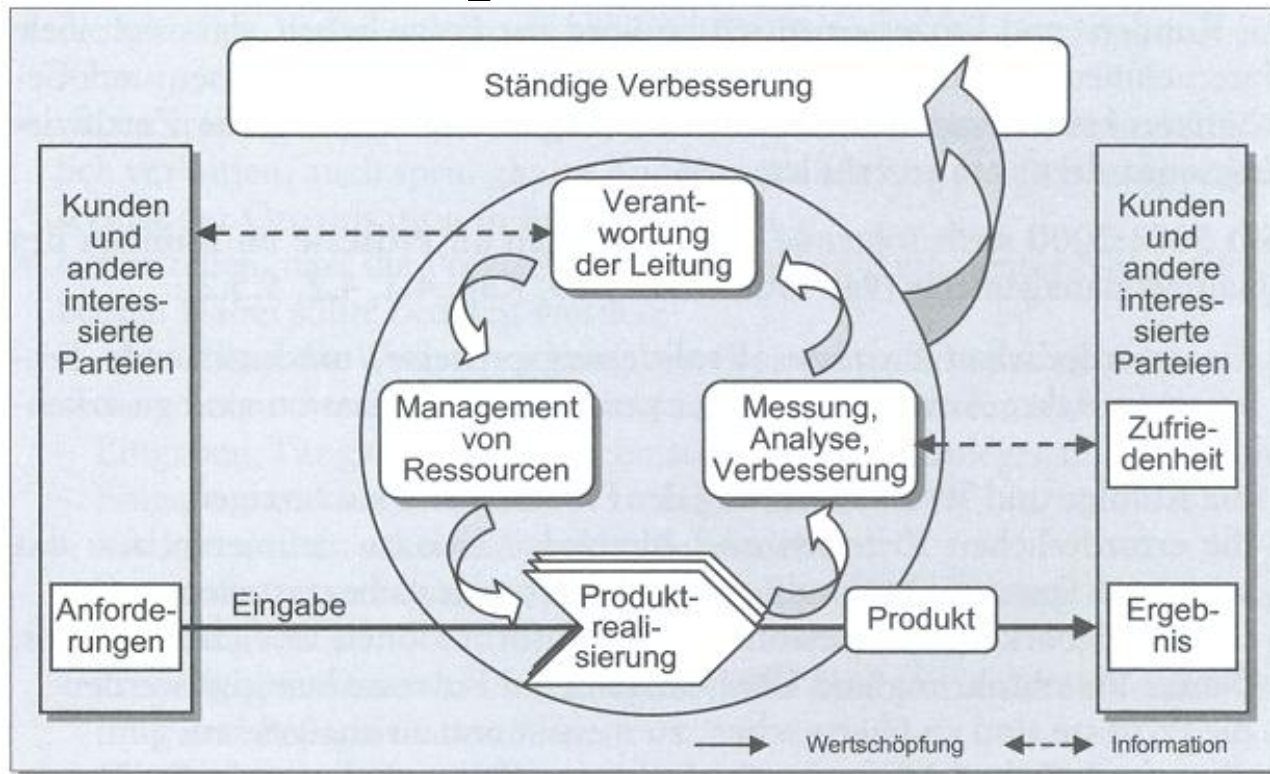 Ständige Verbesserung
Kunden
und
andere
interes-
sierte
Parteien
Anforde-
rungen
Eingabe
Verant-
wortung
der Leitung
Management
von
Ressourcen
Messung,
Analyse,
Verbesserung
Produkt-
reali-
sierung
Produkt
Kunden
und
andere
interes-
sierte
Parteien
Zufrie-
denheit
Ergeb-
nis
Wertschöpfung
Information